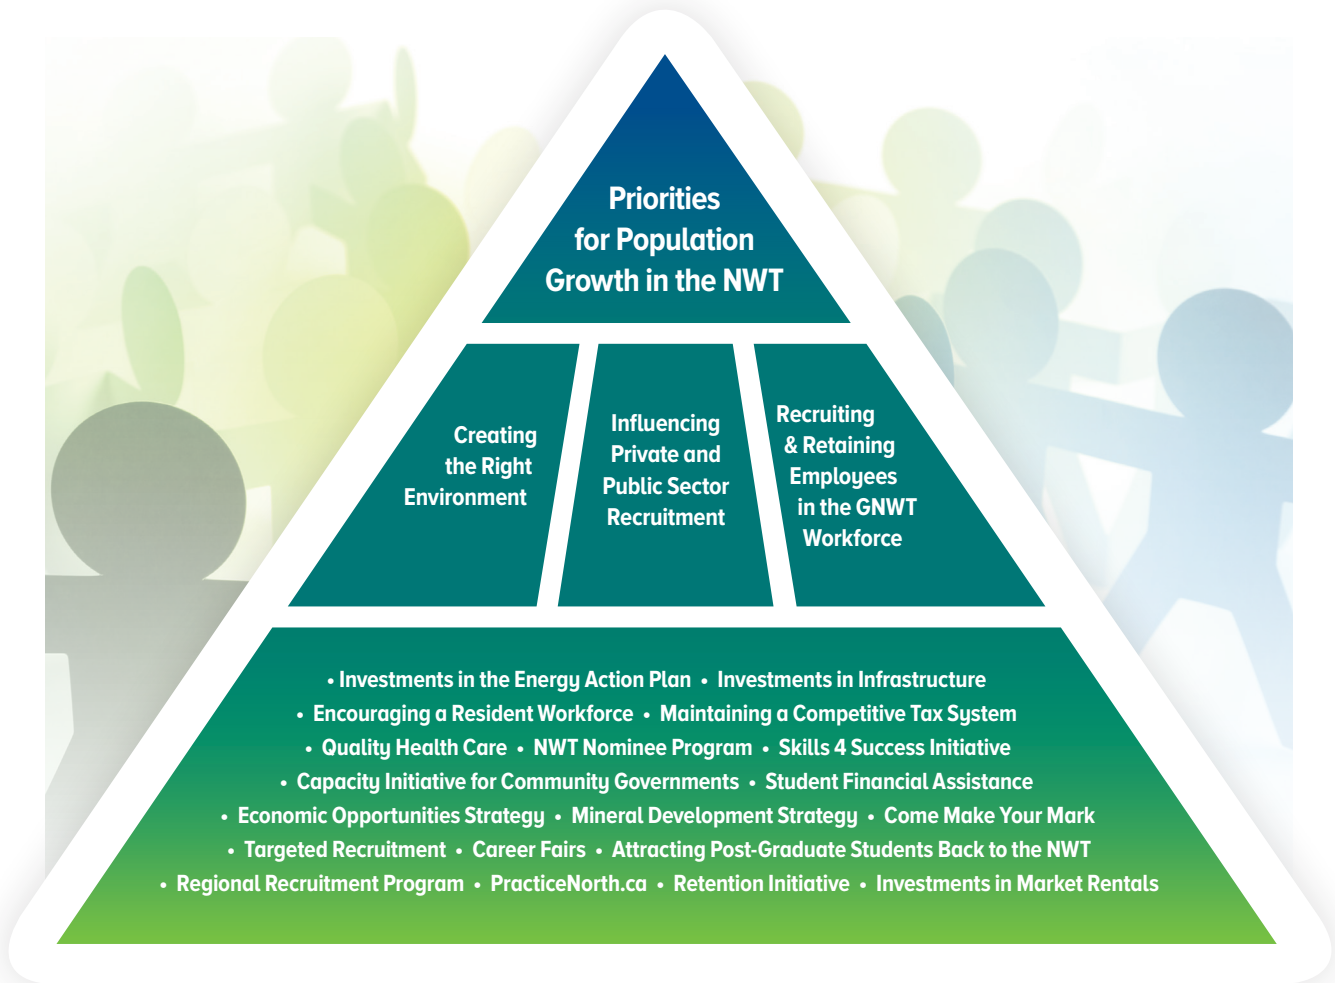 Priorities
for Population
Growth in the NWT
Creating
the Right
Environment
Influencing
Private and
Public Sector
Recruitment
Recruiting
& Retaining
Employees
in the GNWT
Workforce
• Investments in the Energy Action Plan • Investments in Infrastructure
• Encouraging a Resident Workforce • Maintaining a Competitive Tax System
• Quality Health Care • NWT Nominee Program • Skills 4 Success Initiative
• Capacity Initiative for Community Governments • Student Financial Assistance
• Economic Opportunities Strategy • Mineral Development Strategy • Come Make Your Mark
• Targeted Recruitment • Career Fairs • Attracting Post-Graduate Students Back to the NWT
• Regional Recruitment Program • PracticeNorth.ca • Retention Initiative • Investments in Market Rentals